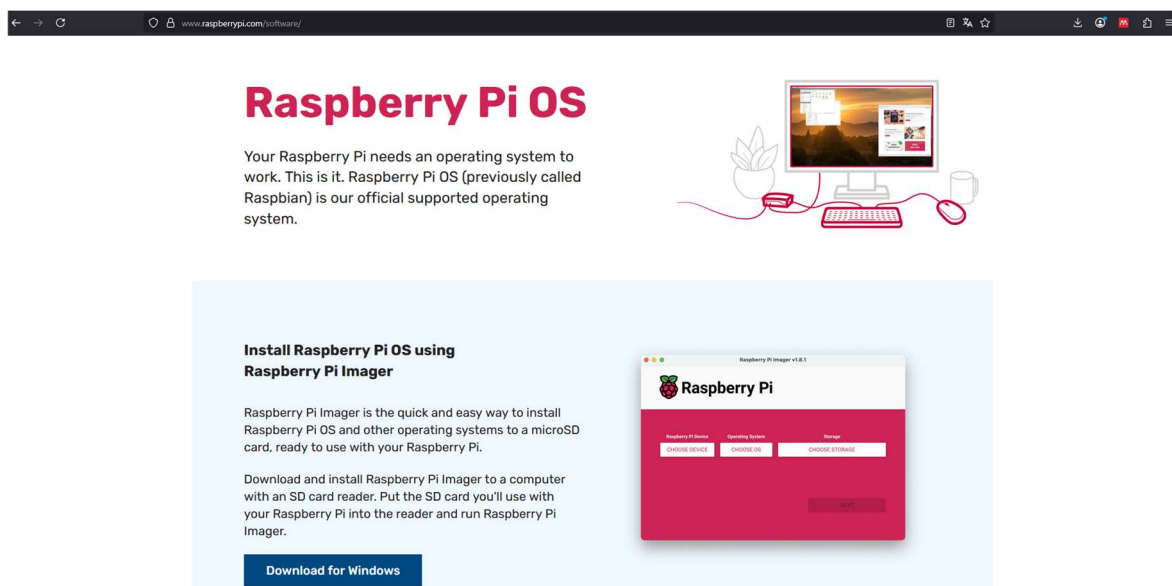 www.raspberrypi.com/software/
Raspberry Pi OS
Your Raspberry Pi needs an operating system to
work. This is it. Raspberry Pi OS (previously called
Raspbian) is our official supported operating
system.
Install Raspberry Pi OS using
Raspberry Pi Imager
Raspberry Pi Imager is the quick and easy way to install
Raspberry Pi OS and other operating systems to a microSD
card, ready to use with your Raspberry Pi.
Download and install Raspberry Pi Imager to a computer
with an SD card reader. Put the SD card you'll use with
your Raspberry Pi into the reader and run Raspberry Pi
Imager.
Download for Windows
Raspberry Pi Imager v1.8.1
Raspberry Pi
Raspberry Pi Device Operating System Storage
CHOOSE DEVICE CHOOSE OS CHOOSE STORAGE
NEXT